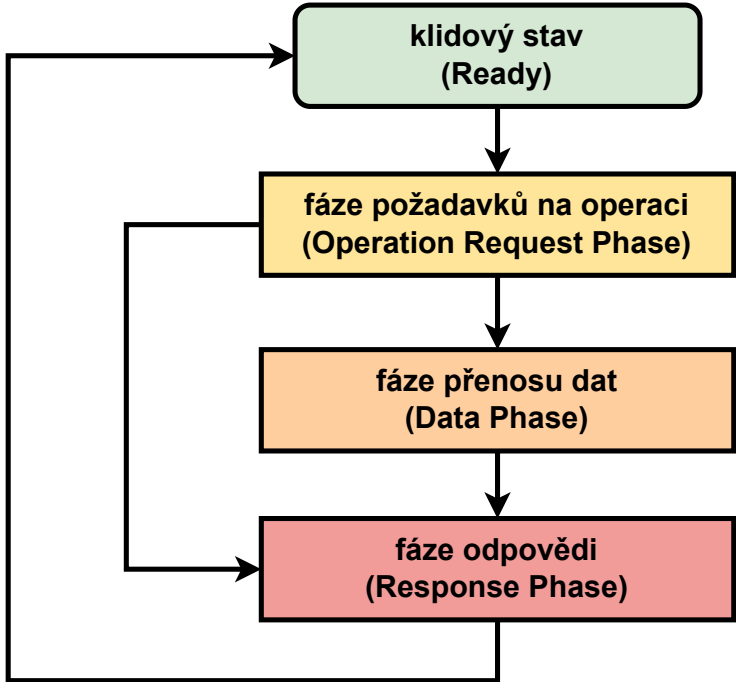 klidový stav
(Ready)
fáze požadavků na operaci
(Operation Request Phase)
fáze přenosu dat
(Data Phase)
fáze odpovědi
(Response Phase)